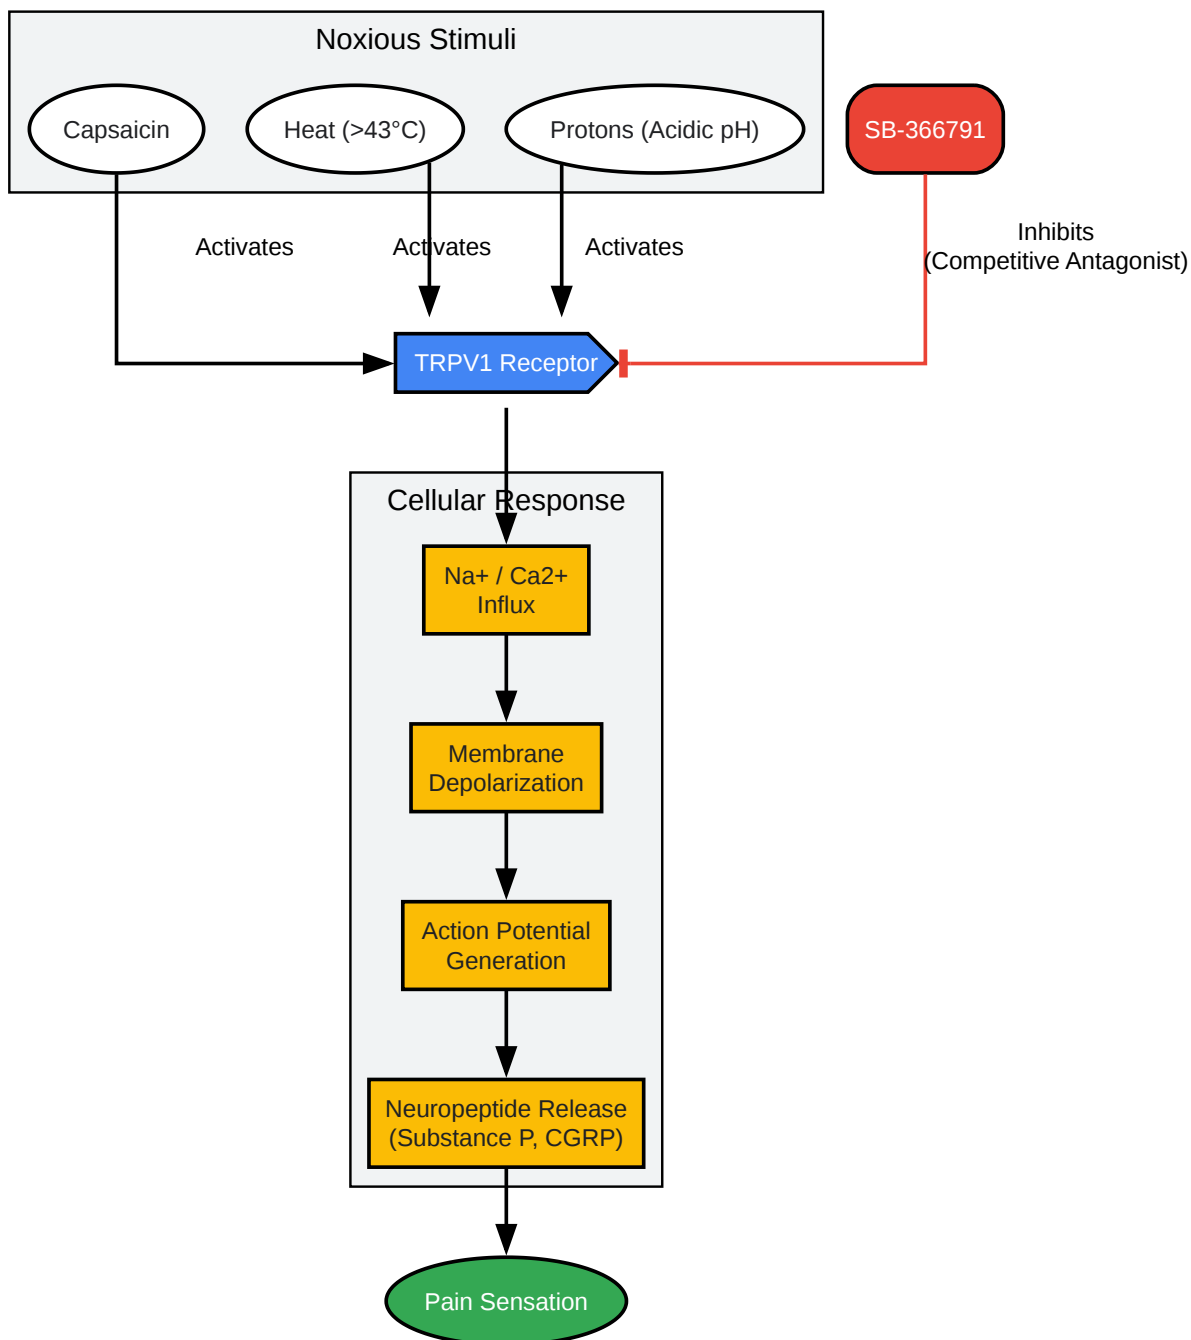 Noxious Stimuli
Capsaicin
Heat (>43°C)
Protons (Acidic pH)
SB-366791
Activates
Activates
Activates
Inhibits
(Competitive Antagonist)
TRPV1 Receptor
Cellular Response
Na+ / Ca2+
Influx
Membrane
Depolarization
Action Potential
Generation
Neuropeptide Release
(Substance P, CGRP)
Pain Sensation